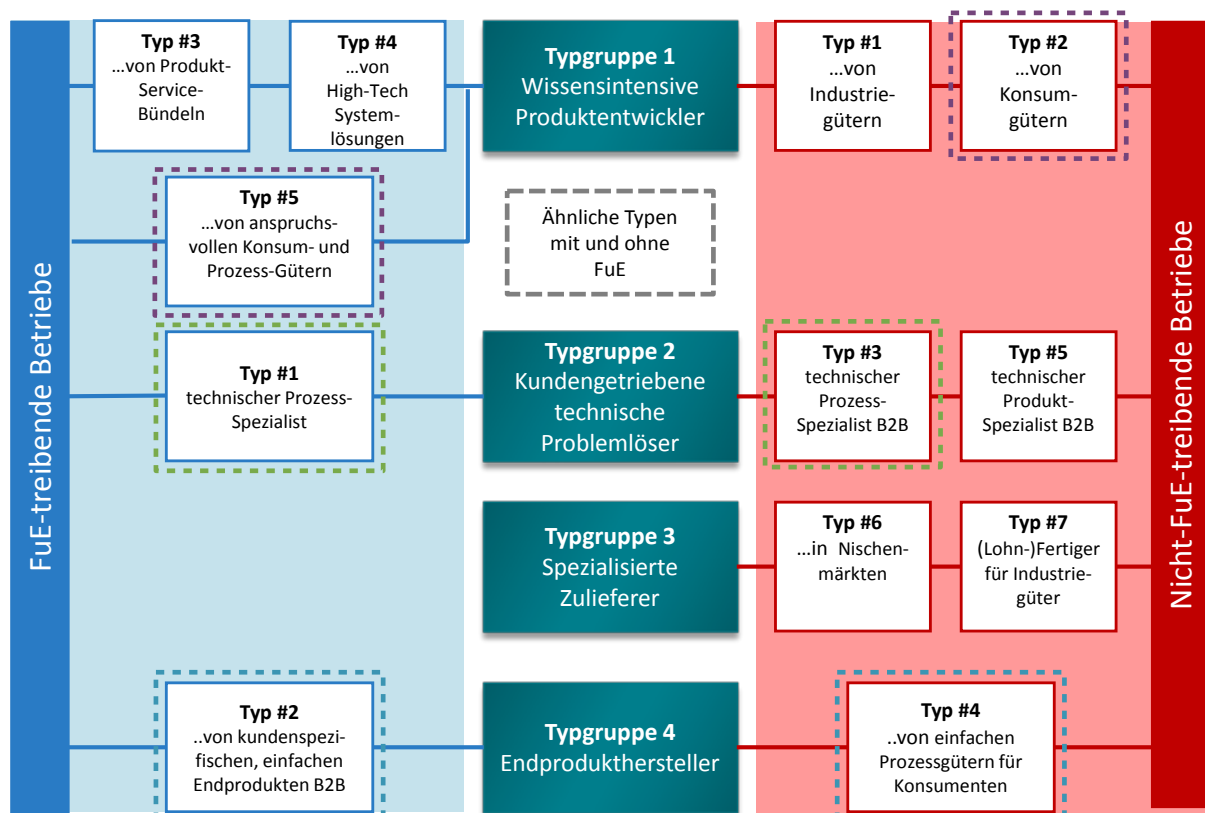 FuE-treibende Betriebe
Typ #3
...von Produkt-
Service-
Bündeln
Typ #4
...von
High-Tech
System-
lösungen
Typgruppe 1
Wissensintensive
Produktentwickler
Typ #1
...von
Industrie-
gütern
Typ #2
...von
Konsum-
gütern
Typ #5
...von anspruchs-
vollen Konsum- und
Prozess-Gütern
Ähnliche Typen
mit und ohne
FuE
Typ #1
technischer Prozess-
Spezialist
Typgruppe 2
Kundengetriebene
technische
Problemlöser
Typ #3
technischer
Prozess-
Spezialist B2B
Typ #5
technischer
Produkt-
Spezialist B2B
Typgruppe 3
Spezialisierte
Zulieferer
Typ #6
...in Nischen-
märkten
Typ #7
(Lohn-)Fertiger
für Industrie-
güter
Typ #2
..von kundenspezi-
fischen, einfachen
Endprodukten B2B
Typgruppe 4
Endprodukthersteller
Typ #4
..von einfachen
Prozessgütern für
Konsumenten
Nicht-FuE-treibende Betriebe